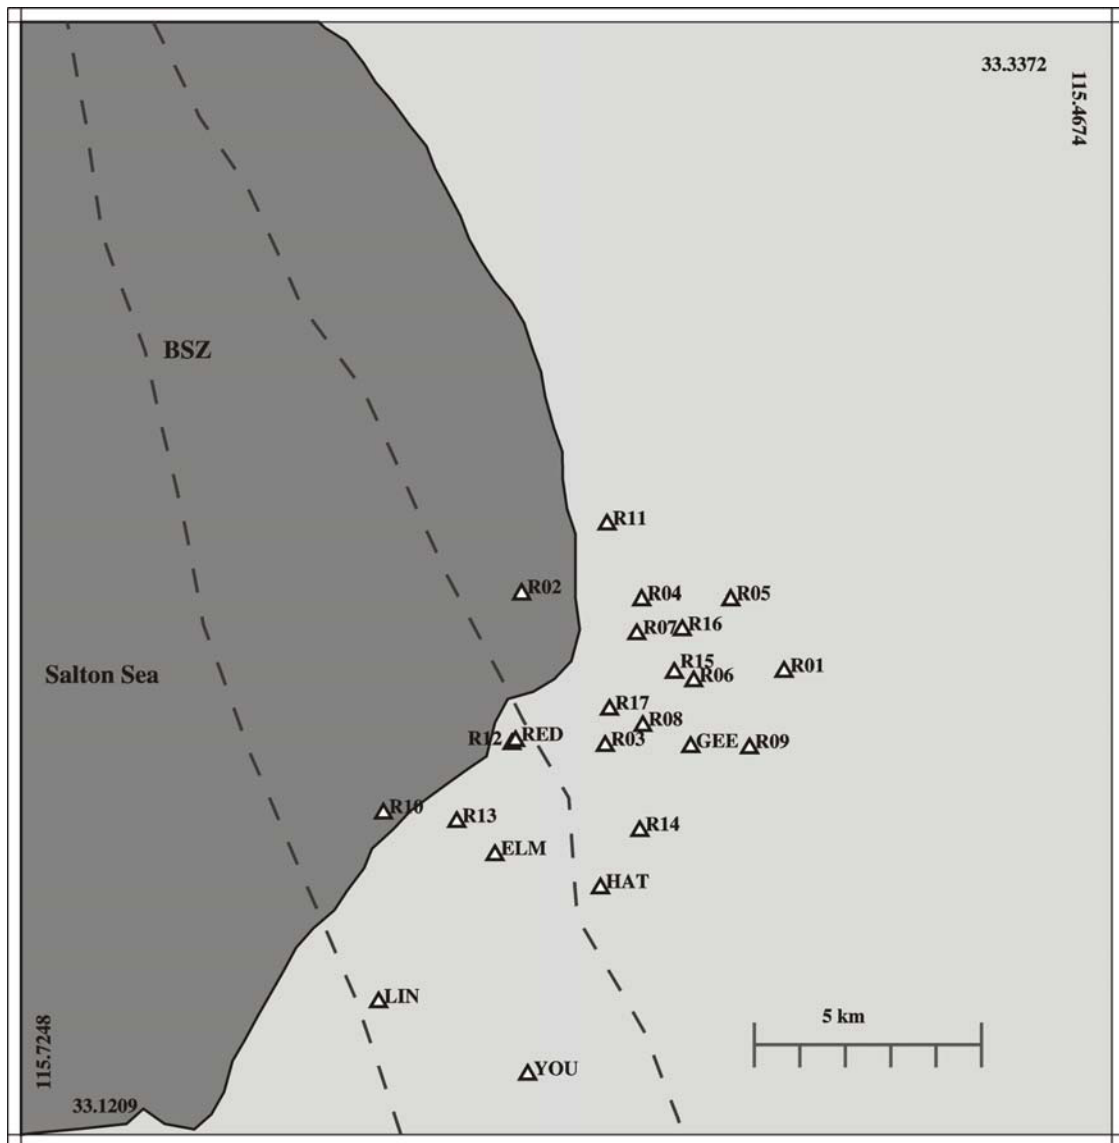 33.3372
115.4674
BSZ
R11
R02
R04
R05
R07
R16
Salton Sea
R15
R06
R01
R17
R08
R12
RED
R03
GEE
R09
R10
R13
R14
ELM
HAT
LIN
5 km
115.7248
YOU
33.1209